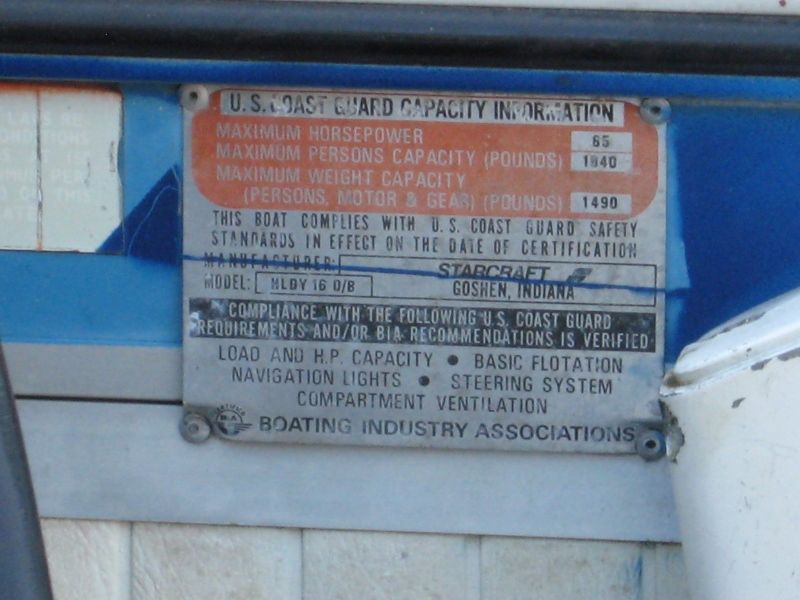 U.S. COAST GUARD CAPACITY INFORMATION
MAXIMUM HORSEPOWER 65
MAXIMUM PERSONS CAPACITY (POUNDS) 1040
MAXIMUM WEIGHT CAPACITY
(PERSONS, MOTOR & GEAR) (POUNDS) 1490
THIS BOAT COMPLIES WITH U.S. COAST GUARD SAFETY
STANDARDS IN EFFECT ON THE DATE OF CERTIFICATION
MANUFACTURER: STARCRAFT
MODEL: HLDY 16 O/B GOSHEN, INDIANA
COMPLIANCE WITH THE FOLLOWING U.S. COAST GUARD
REQUIREMENTS AND/OR BIA RECOMMENDATIONS IS VERIFIED
LOAD AND H.P. CAPACITY • BASIC FLOTATION
NAVIGATION LIGHTS • STEERING SYSTEM
COMPARTMENT VENTILATION
BOATING INDUSTRY ASSOCIATIONS